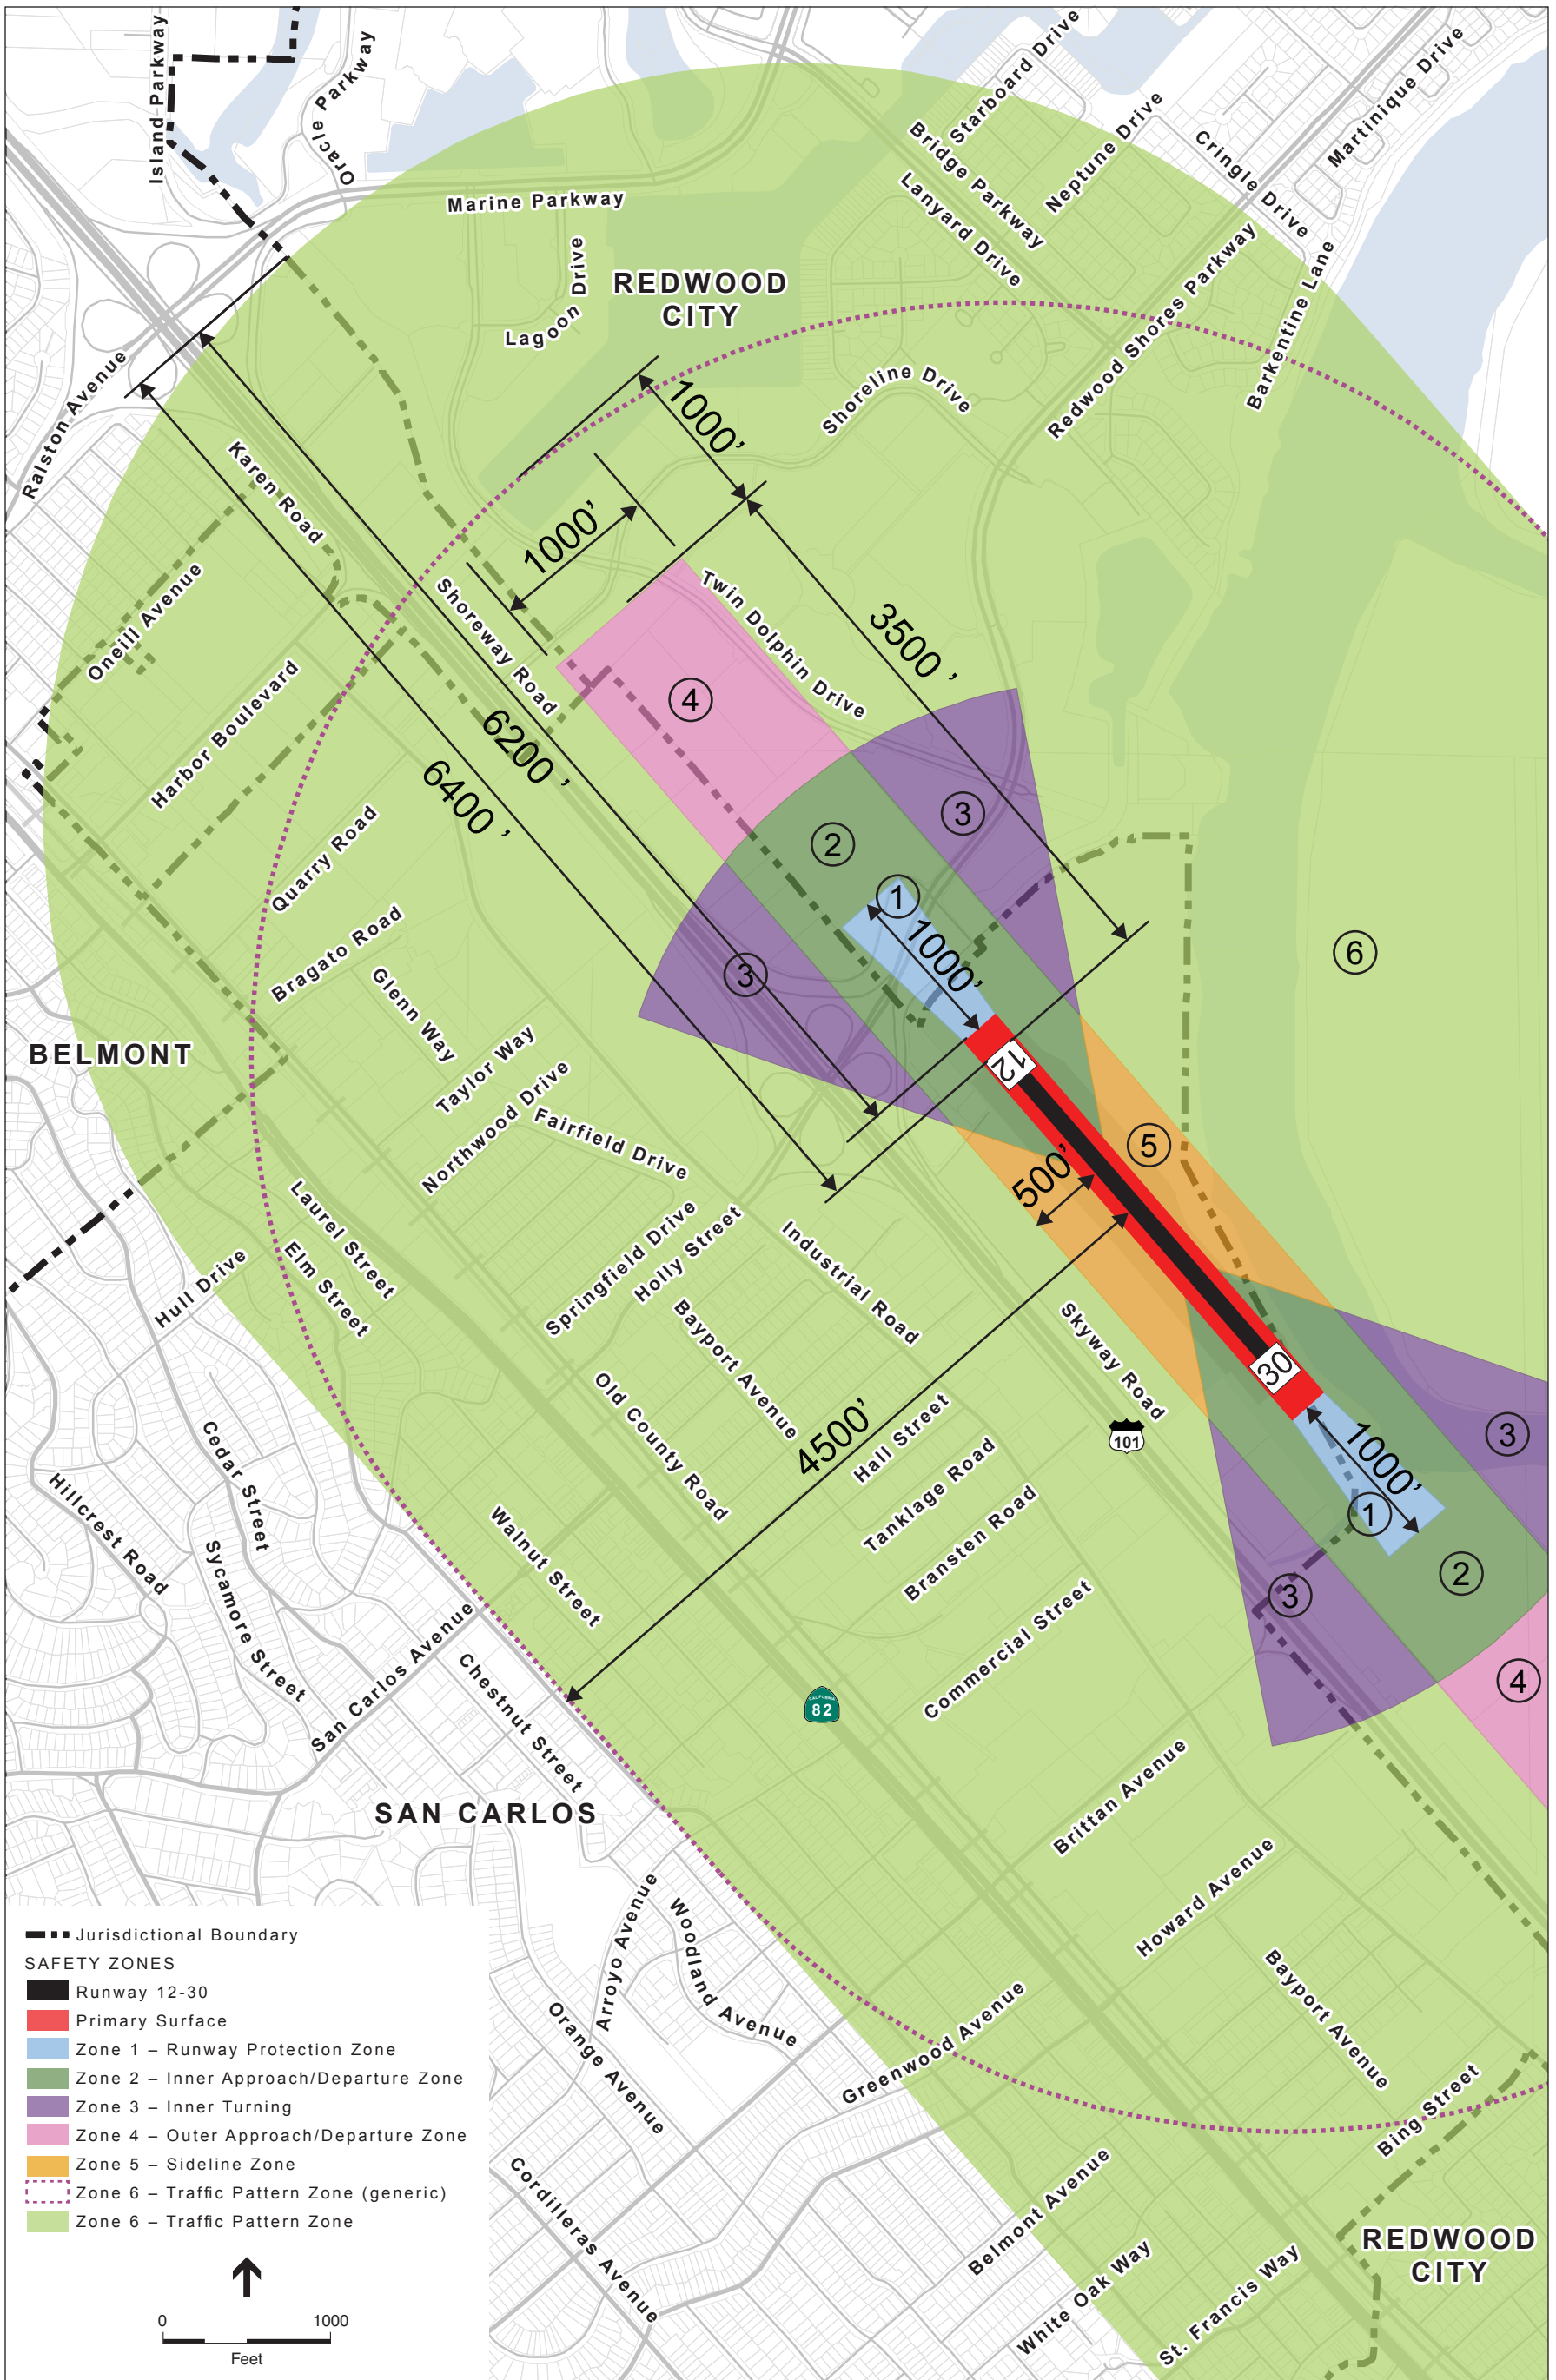 Island Parkway
Oracle Parkway
Marine Parkway
Lagoon Drive
REDWOOD
CITY
Starboard Drive
Bridge Parkway
Lanyard Drive
Neptune Drive
Cringle Drive
Martinique Drive
Redwood Shores Parkway
Barkentine Lane
Shoreline Drive
Ralston Avenue
Karen Road
1000’
1000’
Oneill Avenue
Shoreway Road
Twin Dolphin Drive
3500 ’
Harbor Boulevard
6200 ’
6400 ’
4
3
2
1
1000’
3
6
Quarry Road
Bragato Road
Glenn Way
BELMONT
Taylor Way
Northwood Drive
Fairfield Drive
12
5
500’
Laurel Street
Elm Street
Hull Drive
Springfield Drive
Holly Street
Industrial Road
Bayport Avenue
Skyway Road
30
Old County Road
4500’
Hall Street
101
1000’
3
1
2
3
4
Cedar Street
Hillcrest Road
Sycamore Street
Walnut Street
Tanklage Road
Bransten Road
Commercial Street
San Carlos Avenue
Chestnut Street
CALIFORNIA
82
SAN CARLOS
Brittan Avenue
Howard Avenue
Arroyo Avenue
Woodland Avenue
Orange Avenue
Greenwood Avenue
Bayport Avenue
Bing Street
Cordilleras Avenue
Belmont Avenue
White Oak Way
St. Francis Way
REDWOOD
CITY
Jurisdictional Boundary
SAFETY ZONES
Runway 12-30
Primary Surface
Zone 1 – Runway Protection Zone
Zone 2 – Inner Approach/Departure Zone
Zone 3 – Inner Turning
Zone 4 – Outer Approach/Departure Zone
Zone 5 – Sideline Zone
Zone 6 – Traffic Pattern Zone (generic)
Zone 6 – Traffic Pattern Zone
0 1000
Feet